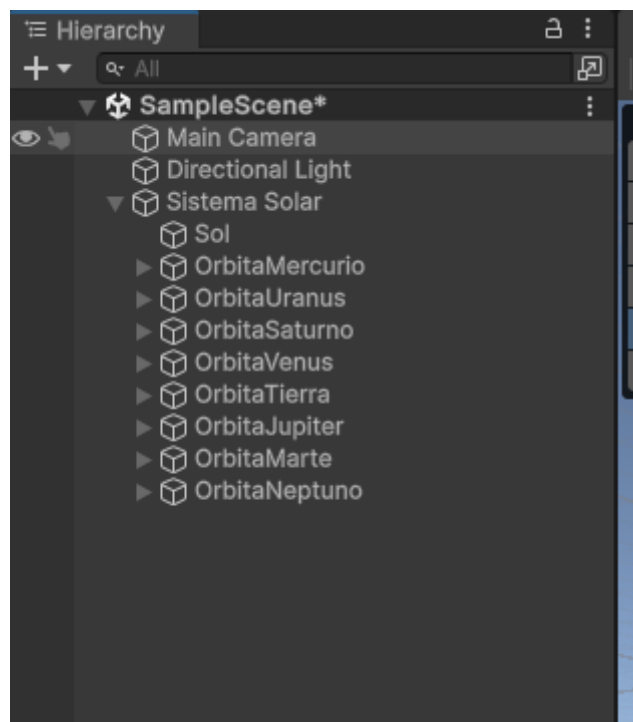 Hierarchy
All
SampleScene*
Main Camera
Directional Light
Sistema Solar
Sol
OrbitaMercurio
OrbitaUranus
OrbitaSaturno
OrbitaVenus
OrbitaTierra
OrbitaJupiter
OrbitaMarte
OrbitaNeptuno